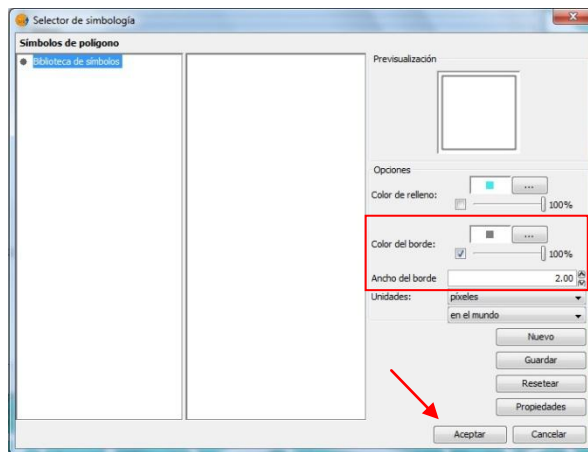 Selector de simbología
Símbolos de polígono
Biblioteca de símbolos
Previsualización
Opciones
Color de relleno:
...
100%
Color del borde:
...
100%
Ancho del borde
2.00
Unidades:
píxeles
en el mundo
Nuevo
Guardar
Resetear
Propiedades
Aceptar
Cancelar